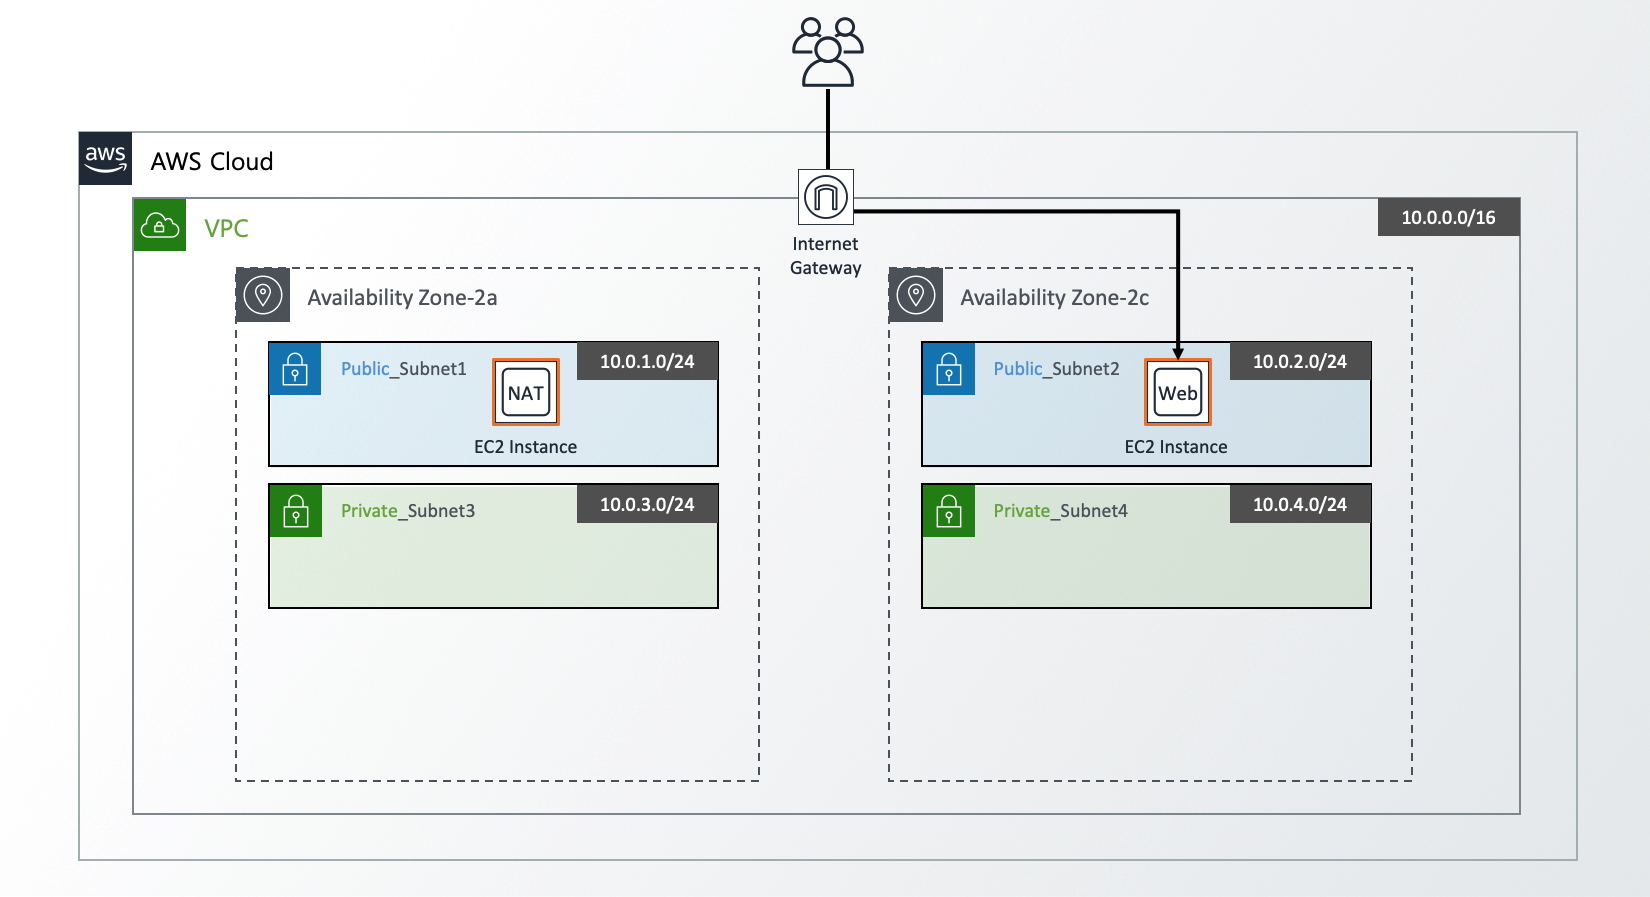 aws
AWS Cloud
VPC
Internet
Gateway
10.0.0.0/16
Availability Zone-2a
Public_Subnet1
NAT
10.0.1.0/24
EC2 Instance
Private_Subnet3
10.0.3.0/24
Availability Zone-2c
Public_Subnet2
Web
10.0.2.0/24
EC2 Instance
Private_Subnet4
10.0.4.0/24